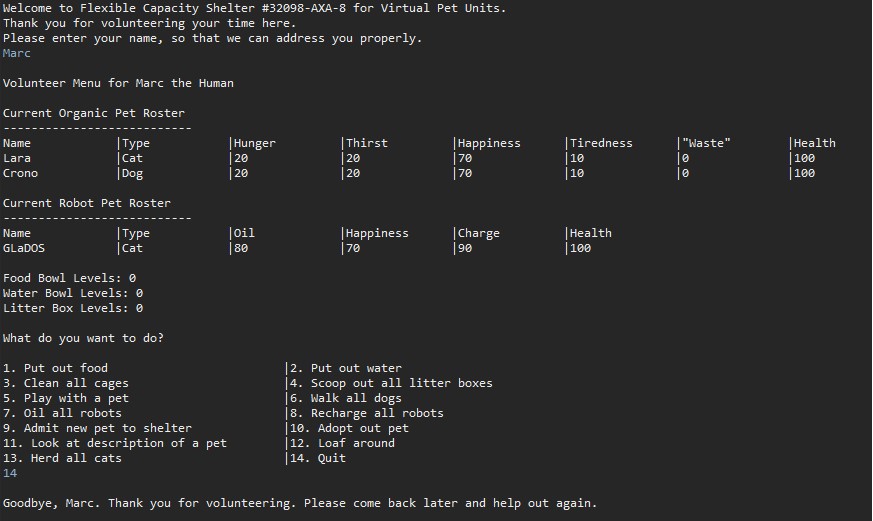 Welcome to Flexible Capacity Shelter #32098-AXA-8 for Virtual Pet Units.
Thank you for volunteering your time here.
Please enter your name, so that we can address you properly.
Marc
Volunteer Menu for Marc the Human
Current Organic Pet Roster
--------------------------
Name |Type |Hunger |Thirst |Happiness |Tiredness |"Waste" |Health
Lara |Cat |20 |20 |70 |10 |0 |100
Crono |Dog |20 |20 |70 |10 |0 |100
Current Robot Pet Roster
--------------------------
Name |Type |Oil |Happiness |Charge |Health
GLaDOS |Cat |80 |70 |90 |100
Food Bowl Levels: 0
Water Bowl Levels: 0
Litter Box Levels: 0
What do you want to do?
1. Put out food |2. Put out water
3. Clean all cages |4. Scoop out all litter boxes
5. Play with a pet |6. Walk all dogs
7. Oil all robots |8. Recharge all robots
9. Admit new pet to shelter |10. Adopt out pet
11. Look at description of a pet |12. Loaf around
13. Herd all cats |14. Quit
14
Goodbye, Marc. Thank you for volunteering. Please come back later and help out again.